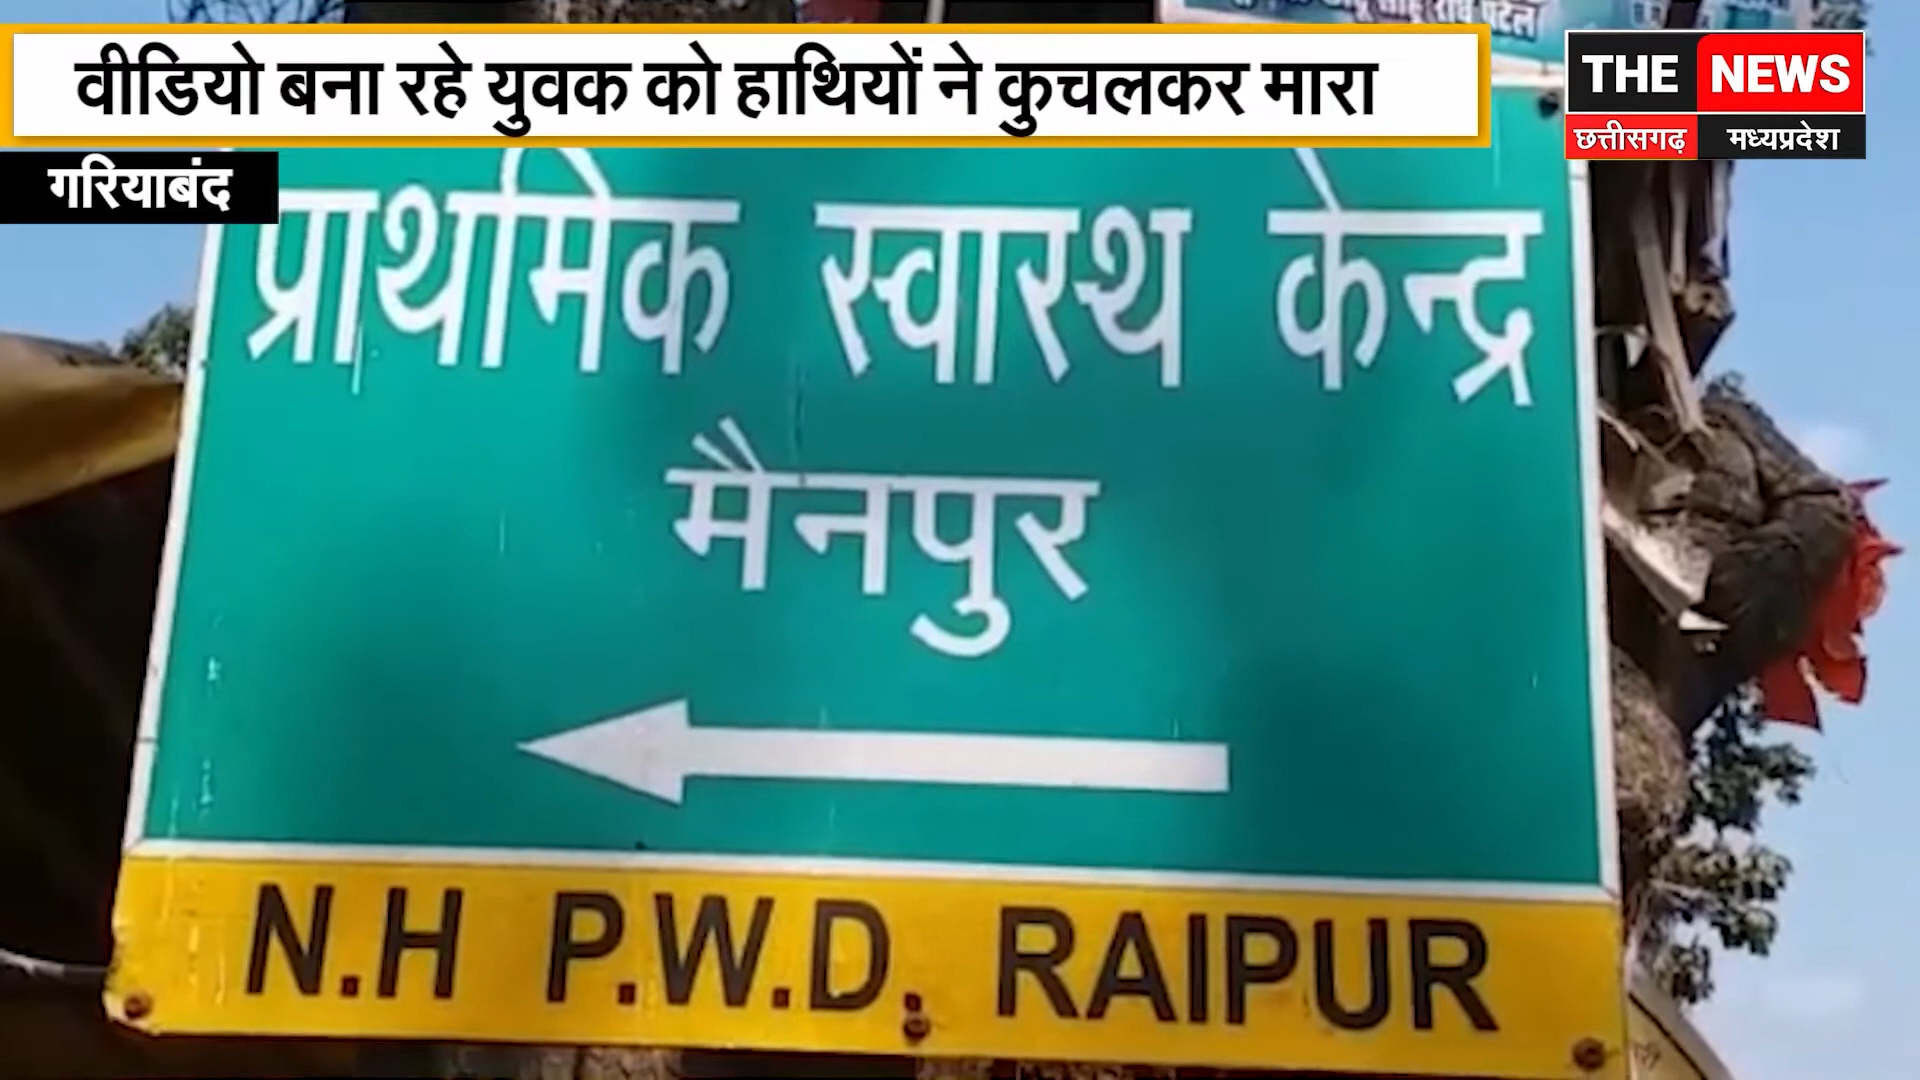 वीडियो बना रहे युवक को हाथियों ने कुचलकर मारा
THE NEWS
छत्तीसगढ़ मध्यप्रदेश
गरियाबंद
प्राथमिक स्वास्थ केन्द्र
मैनपुर
N.H P.W.D. RAIPUR